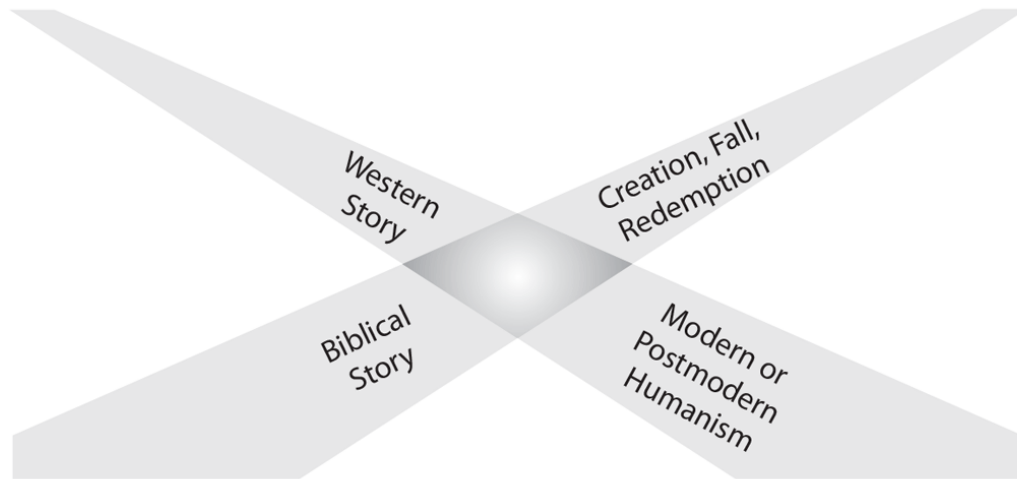 Western
Story
Creation, Fall,
Redemption
Biblical
Story
Modern or
Postmodern
Humanism